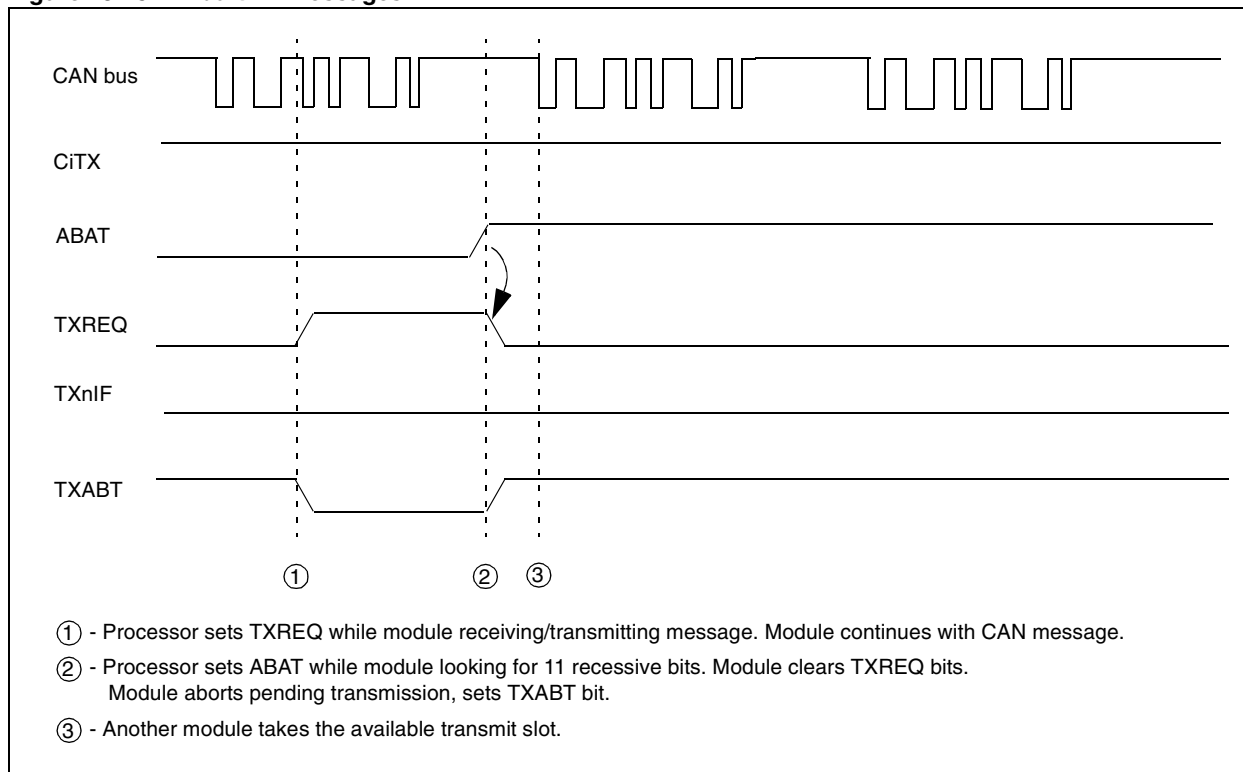 CAN bus
CiTX
ABAT
TXREQ
TXnIF
TXABT
1 2 3
1 - Processor sets TXREQ while module receiving/transmitting message. Module continues with CAN message.
2 - Processor sets ABAT while module looking for 11 recessive bits. Module clears TXREQ bits.
Module aborts pending transmission, sets TXABT bit.
3 - Another module takes the available transmit slot.